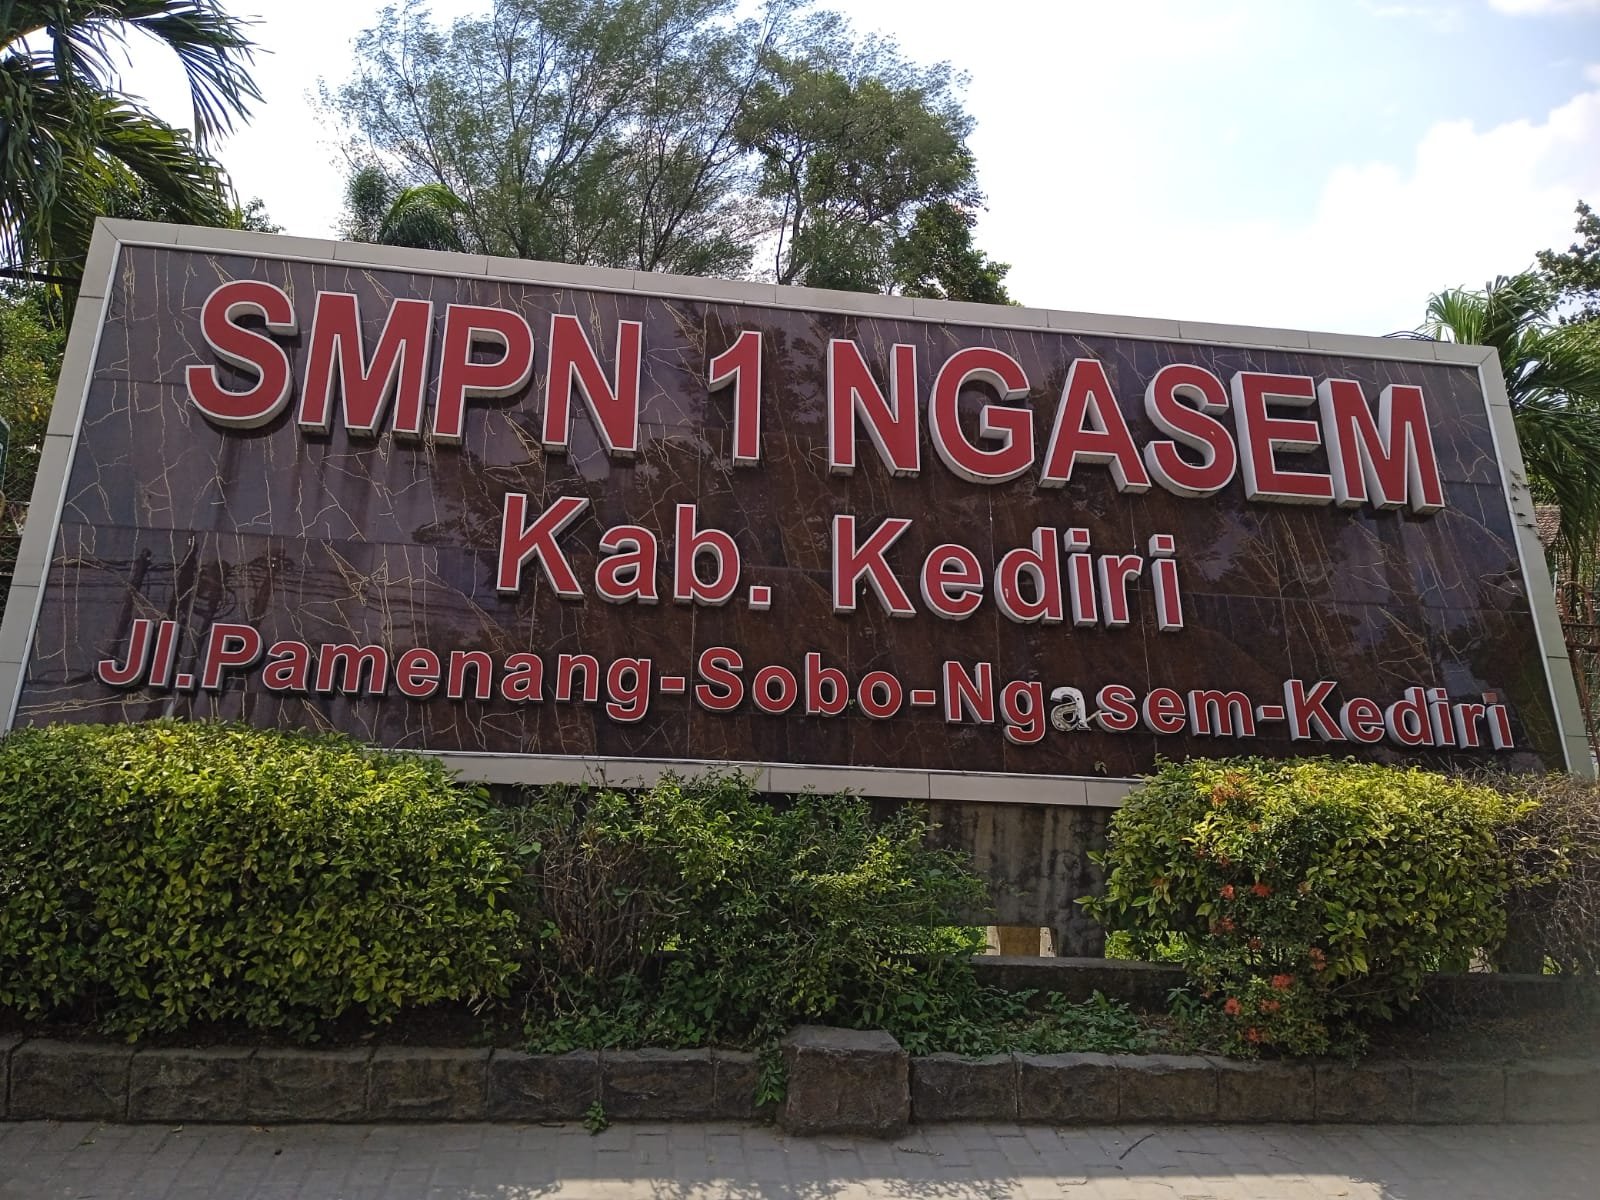 SMPN 1 NGASEM
Kab. Kediri
Jl.Pamenang-Sobo-Ngasem-Kediri